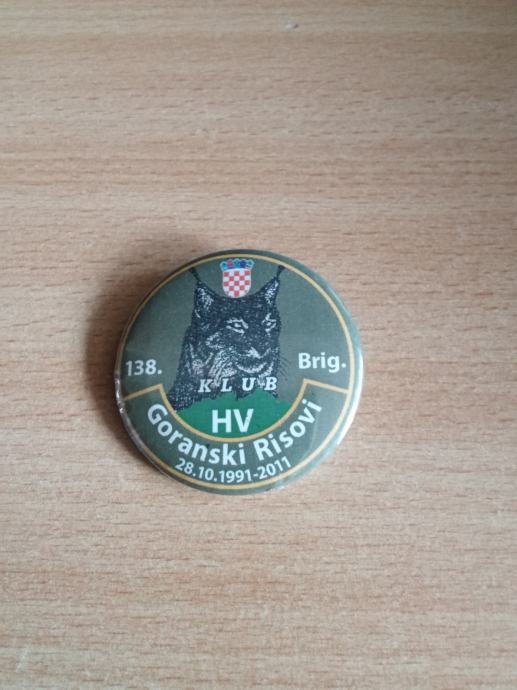 138. Brig.
KLUB
HV
Goranski Risovi
28.10.1991-2011